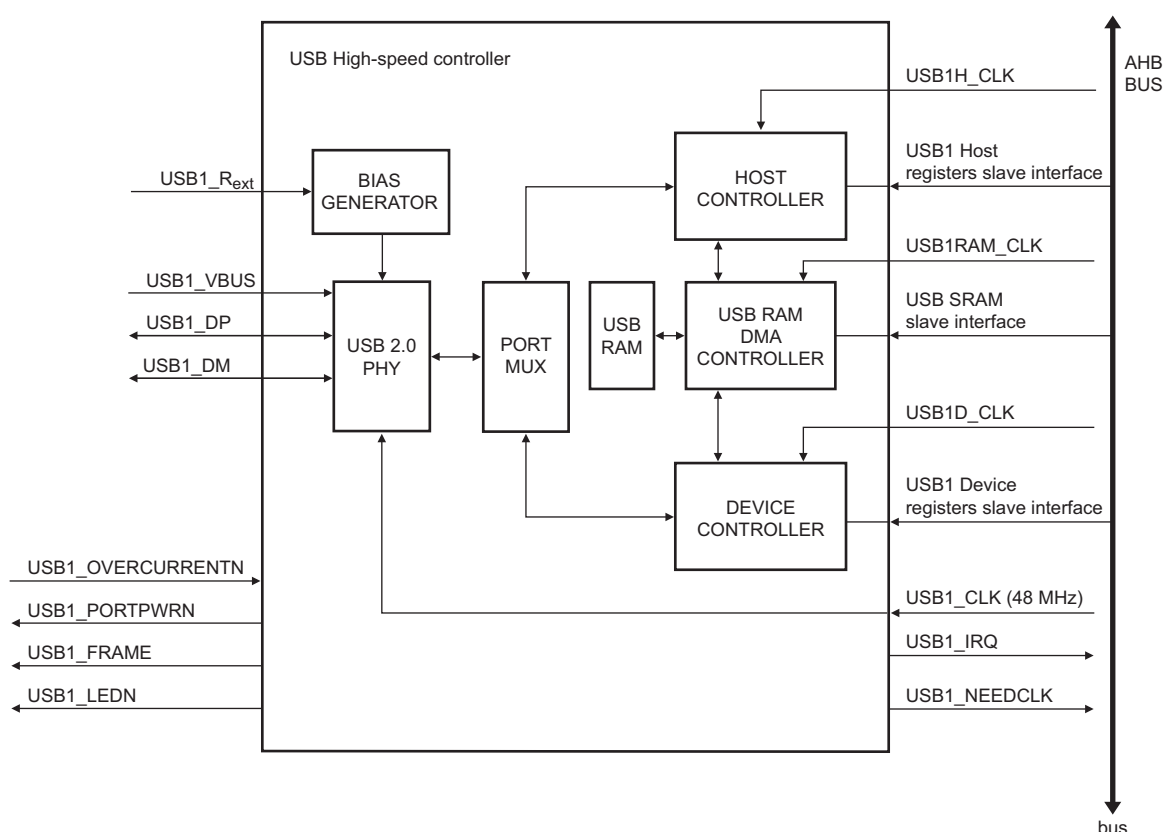 USB High-speed controller
AHB
BUS
USB1H_CLK
USB1 Host
registers slave interface
HOST
CONTROLLER
USB1_Rext
BIAS
GENERATOR
USB1RAM_CLK
USB1_VBUS
USB1_DP
USB1_DM
USB 2.0
PHY
PORT
MUX
USB
RAM
USB RAM
DMA
CONTROLLER
USB SRAM
slave interface
USB1D_CLK
USB1 Device
registers slave interface
DEVICE
CONTROLLER
USB1_OVERCURRENTN
USB1_PORTPWRN
USB1_FRAME
USB1_LEDN
USB1_CLK (48 MHz)
USB1_IRQ
USB1_NEEDCLK
bus